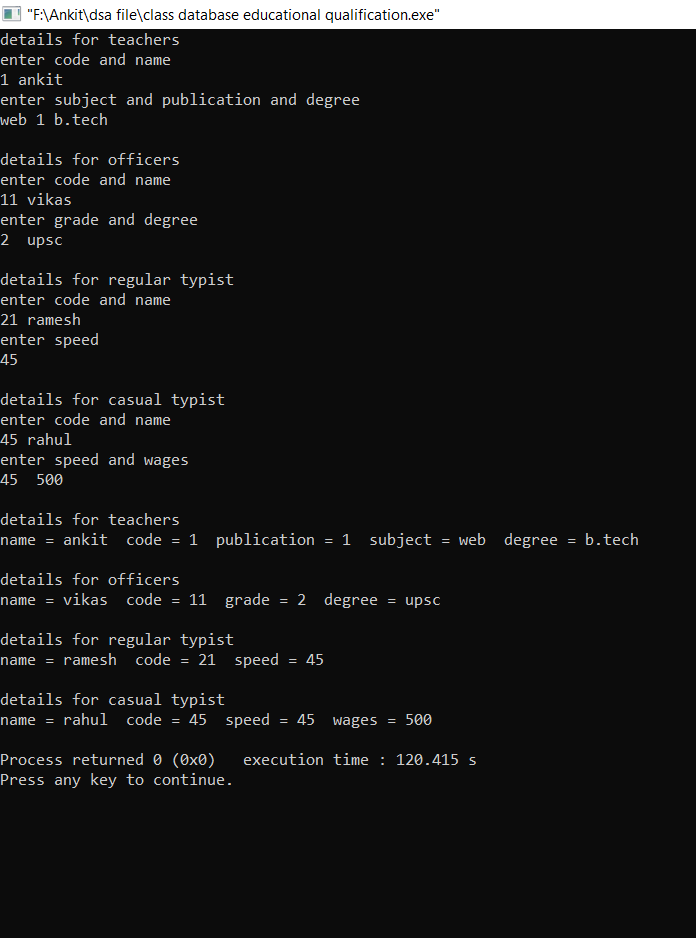 "F:\Ankit\dsa file\class database educational qualification.exe"
details for teachers
enter code and name
1 ankit
enter subject and publication and degree
web 1 b.tech
details for officers
enter code and name
11 vikas
enter grade and degree
2  upsc
details for regular typist
enter code and name
21 ramesh
enter speed
45
details for casual typist
enter code and name
45 rahul
enter speed and wages
45  500
details for teachers
name = ankit  code = 1  publication = 1  subject = web  degree = b.tech
details for officers
name = vikas  code = 11  grade = 2  degree = upsc
details for regular typist
name = ramesh  code = 21  speed = 45
details for casual typist
name = rahul  code = 45  speed = 45  wages = 500
Process returned 0 (0x0)   execution time : 120.415 s
Press any key to continue.